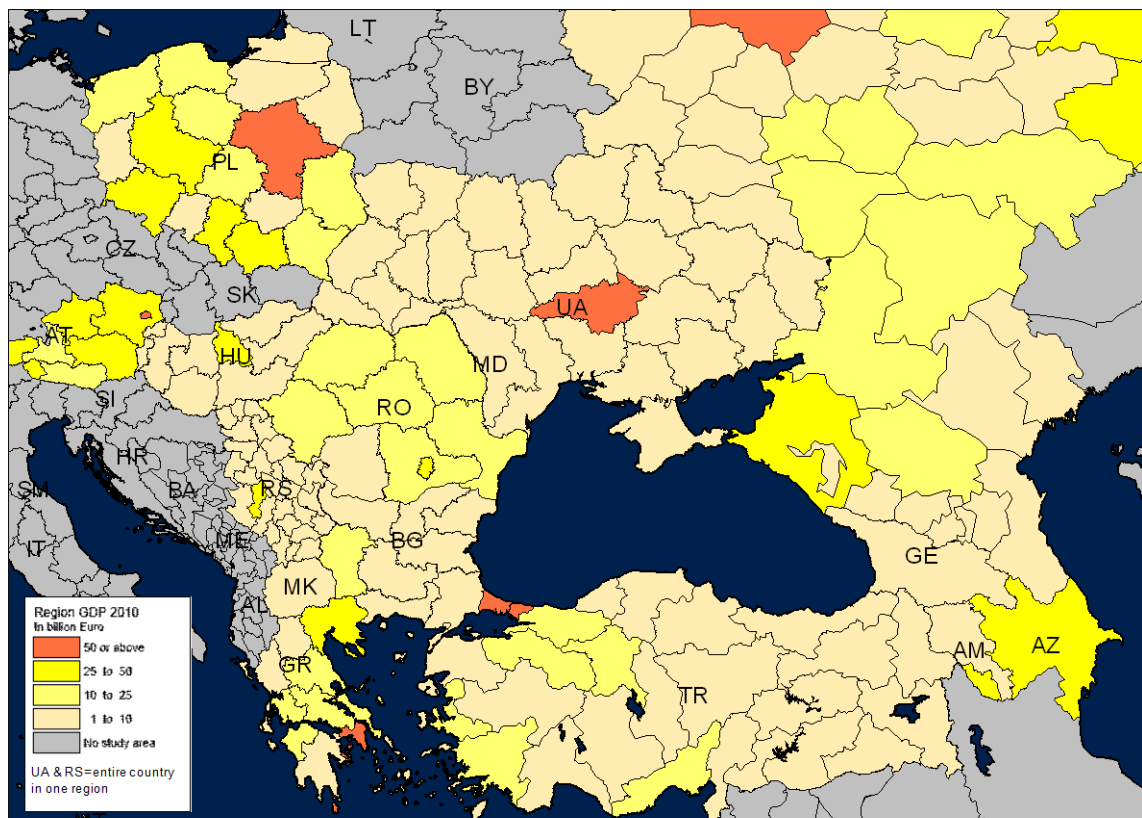 LT
BY
PL
CZ
SK
UA
AT
HU
MD
SI
RO
HR
SM
BA
RS
IT
ME
BG
GE
MK
AL
AM
AZ
GR
TR
Region GDP 2010
In billion Euro
50 or above
25 to 50
10 to 25
1 to 10
No study area
UA & RS=entire country
in one region